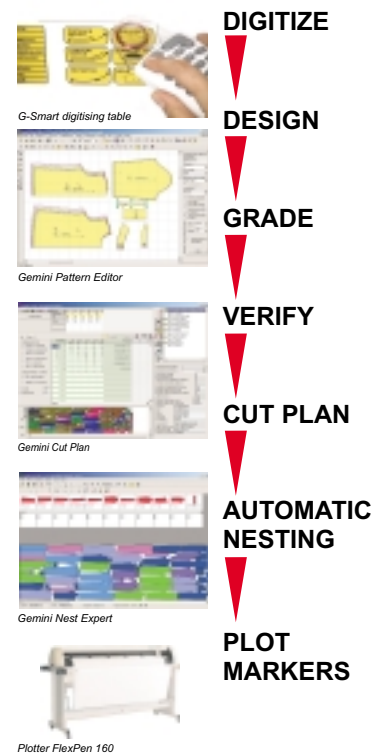 DIGITIZE
G-Smart digitising table
DESIGN
GRADE
Gemini Pattern Editor
VERIFY
CUT PLAN
Gemini Cut Plan
AUTOMATIC
NESTING
Gemini Nest Expert
PLOT
MARKERS
Plotter FlexPen 160